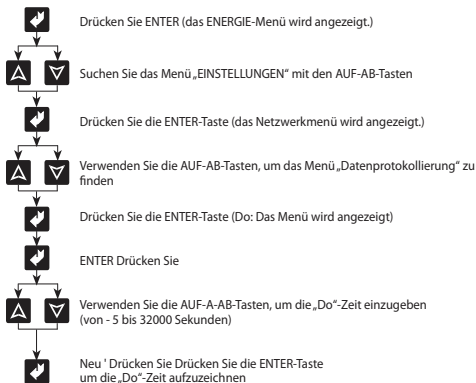 Drücken Sie ENTER (das ENERGIE-Menü wird angezeigt.)
Suchen Sie das Menü „EINSTELLUNGEN“ mit den AUF-AB-Tasten
Drücken Sie die ENTER-Taste (das Netzwerkmenü wird angezeigt.)
Verwenden Sie die AUF-AB-Tasten, um das Menü „Datenprotokollierung“ zu
finden
Drücken Sie die ENTER-Taste (Do: Das Menü wird angezeigt)
ENTER Drücken Sie
Verwenden Sie die AUF-A-AB-Tasten, um die „Do“-Zeit einzugeben
(von - 5 bis 32000 Sekunden)
Neu ' Drücken Sie Drücken Sie die ENTER-Taste
um die „Do“-Zeit aufzuzeichnen